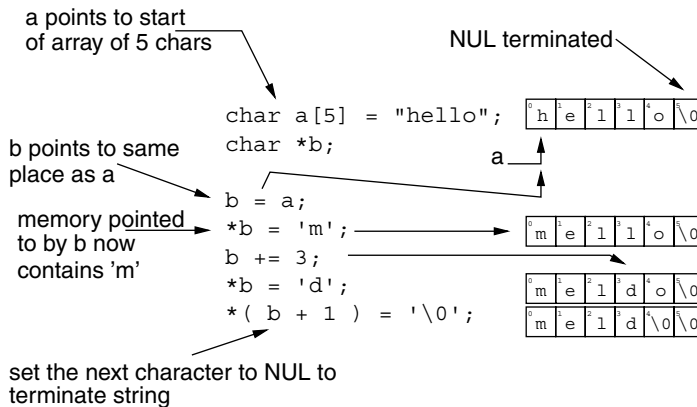 a points to start
of array of 5 chars
NUL terminated
char a[5] = "hello";
0 1 2 3 4 5
h e l l o \0
char *b;
a
b points to same
place as a
b = a;
memory pointed
to by b now
contains ’m’
*b = 'm';
0 1 2 3 4 5
m e l l o \0
b += 3;
*b = 'd';
0 1 2 3 4 5
m e l d o \0
*( b + 1 ) = '\0';
0 1 2 3 4 5
m e l d \0 \0
set the next character to NUL to
terminate string